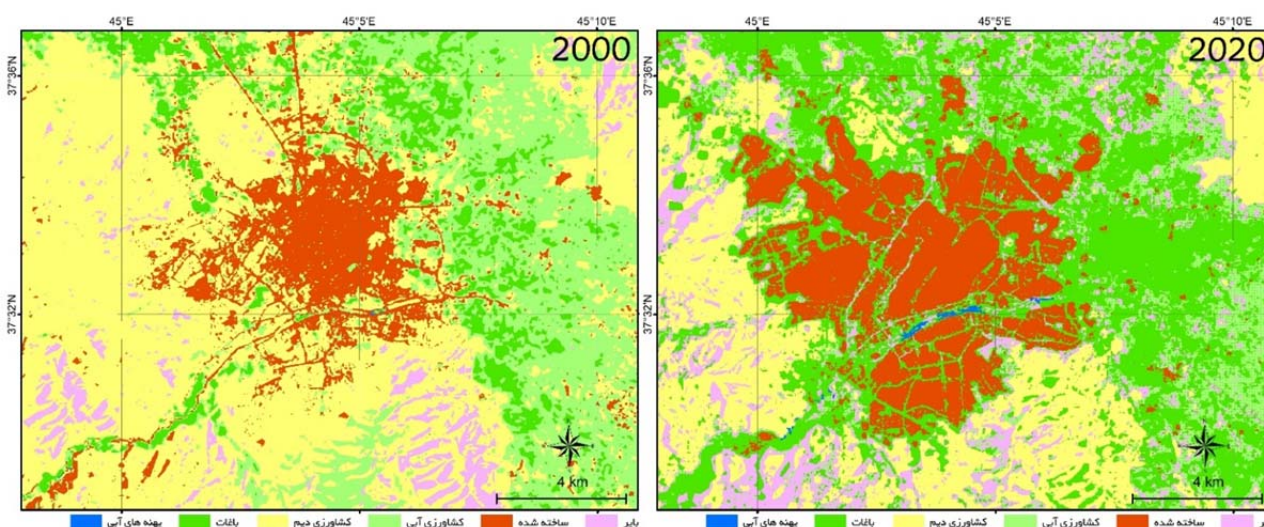 45°E 45°5'E 45°10'E 45°E 45°5'E 45°10'E
2000 2020
37°36'N 37°36'N
37°32'N 37°32'N
4 km 4 km
بایر ساخته شده کشاورزی آبی کشاورزی دیم باغات پهنه های آبی
ساخته شده کشاورزی آبی کشاورزی دیم باغات پهنه های آبی